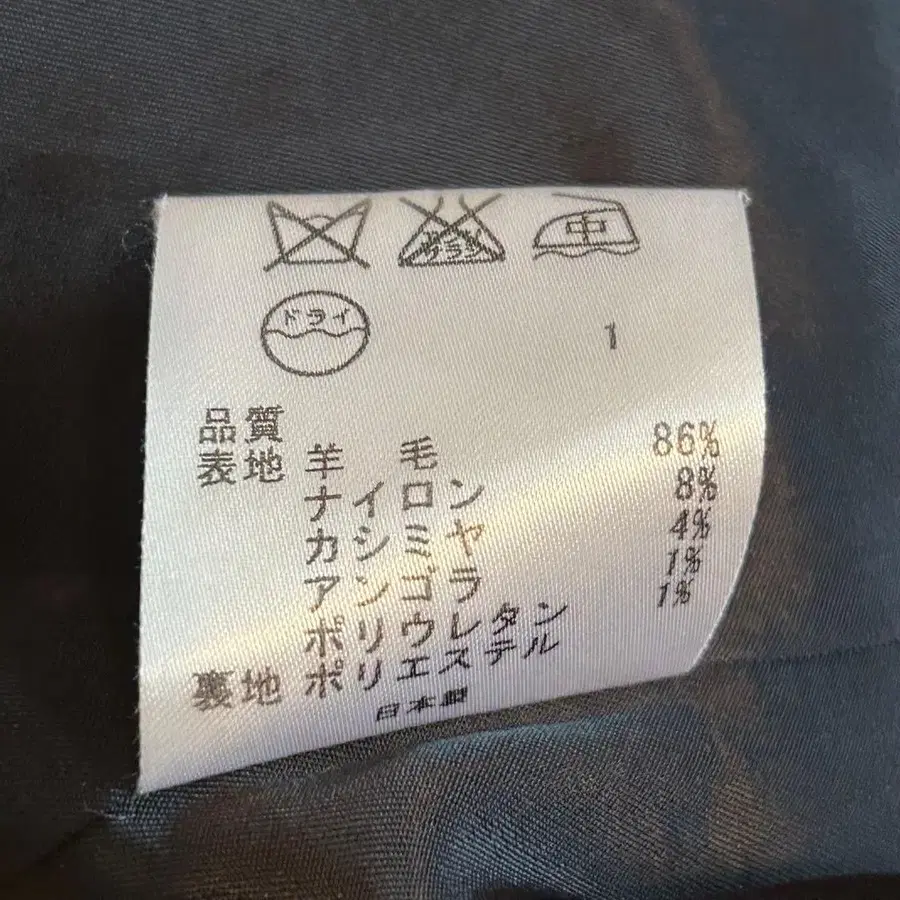 中
ドライ
1
品質
表地 羊毛 86%
ナイロン 8%
カシミヤ 4%
アンゴラ 1%
ポリウレタン 1%
裏地 ポリエステル
日本製